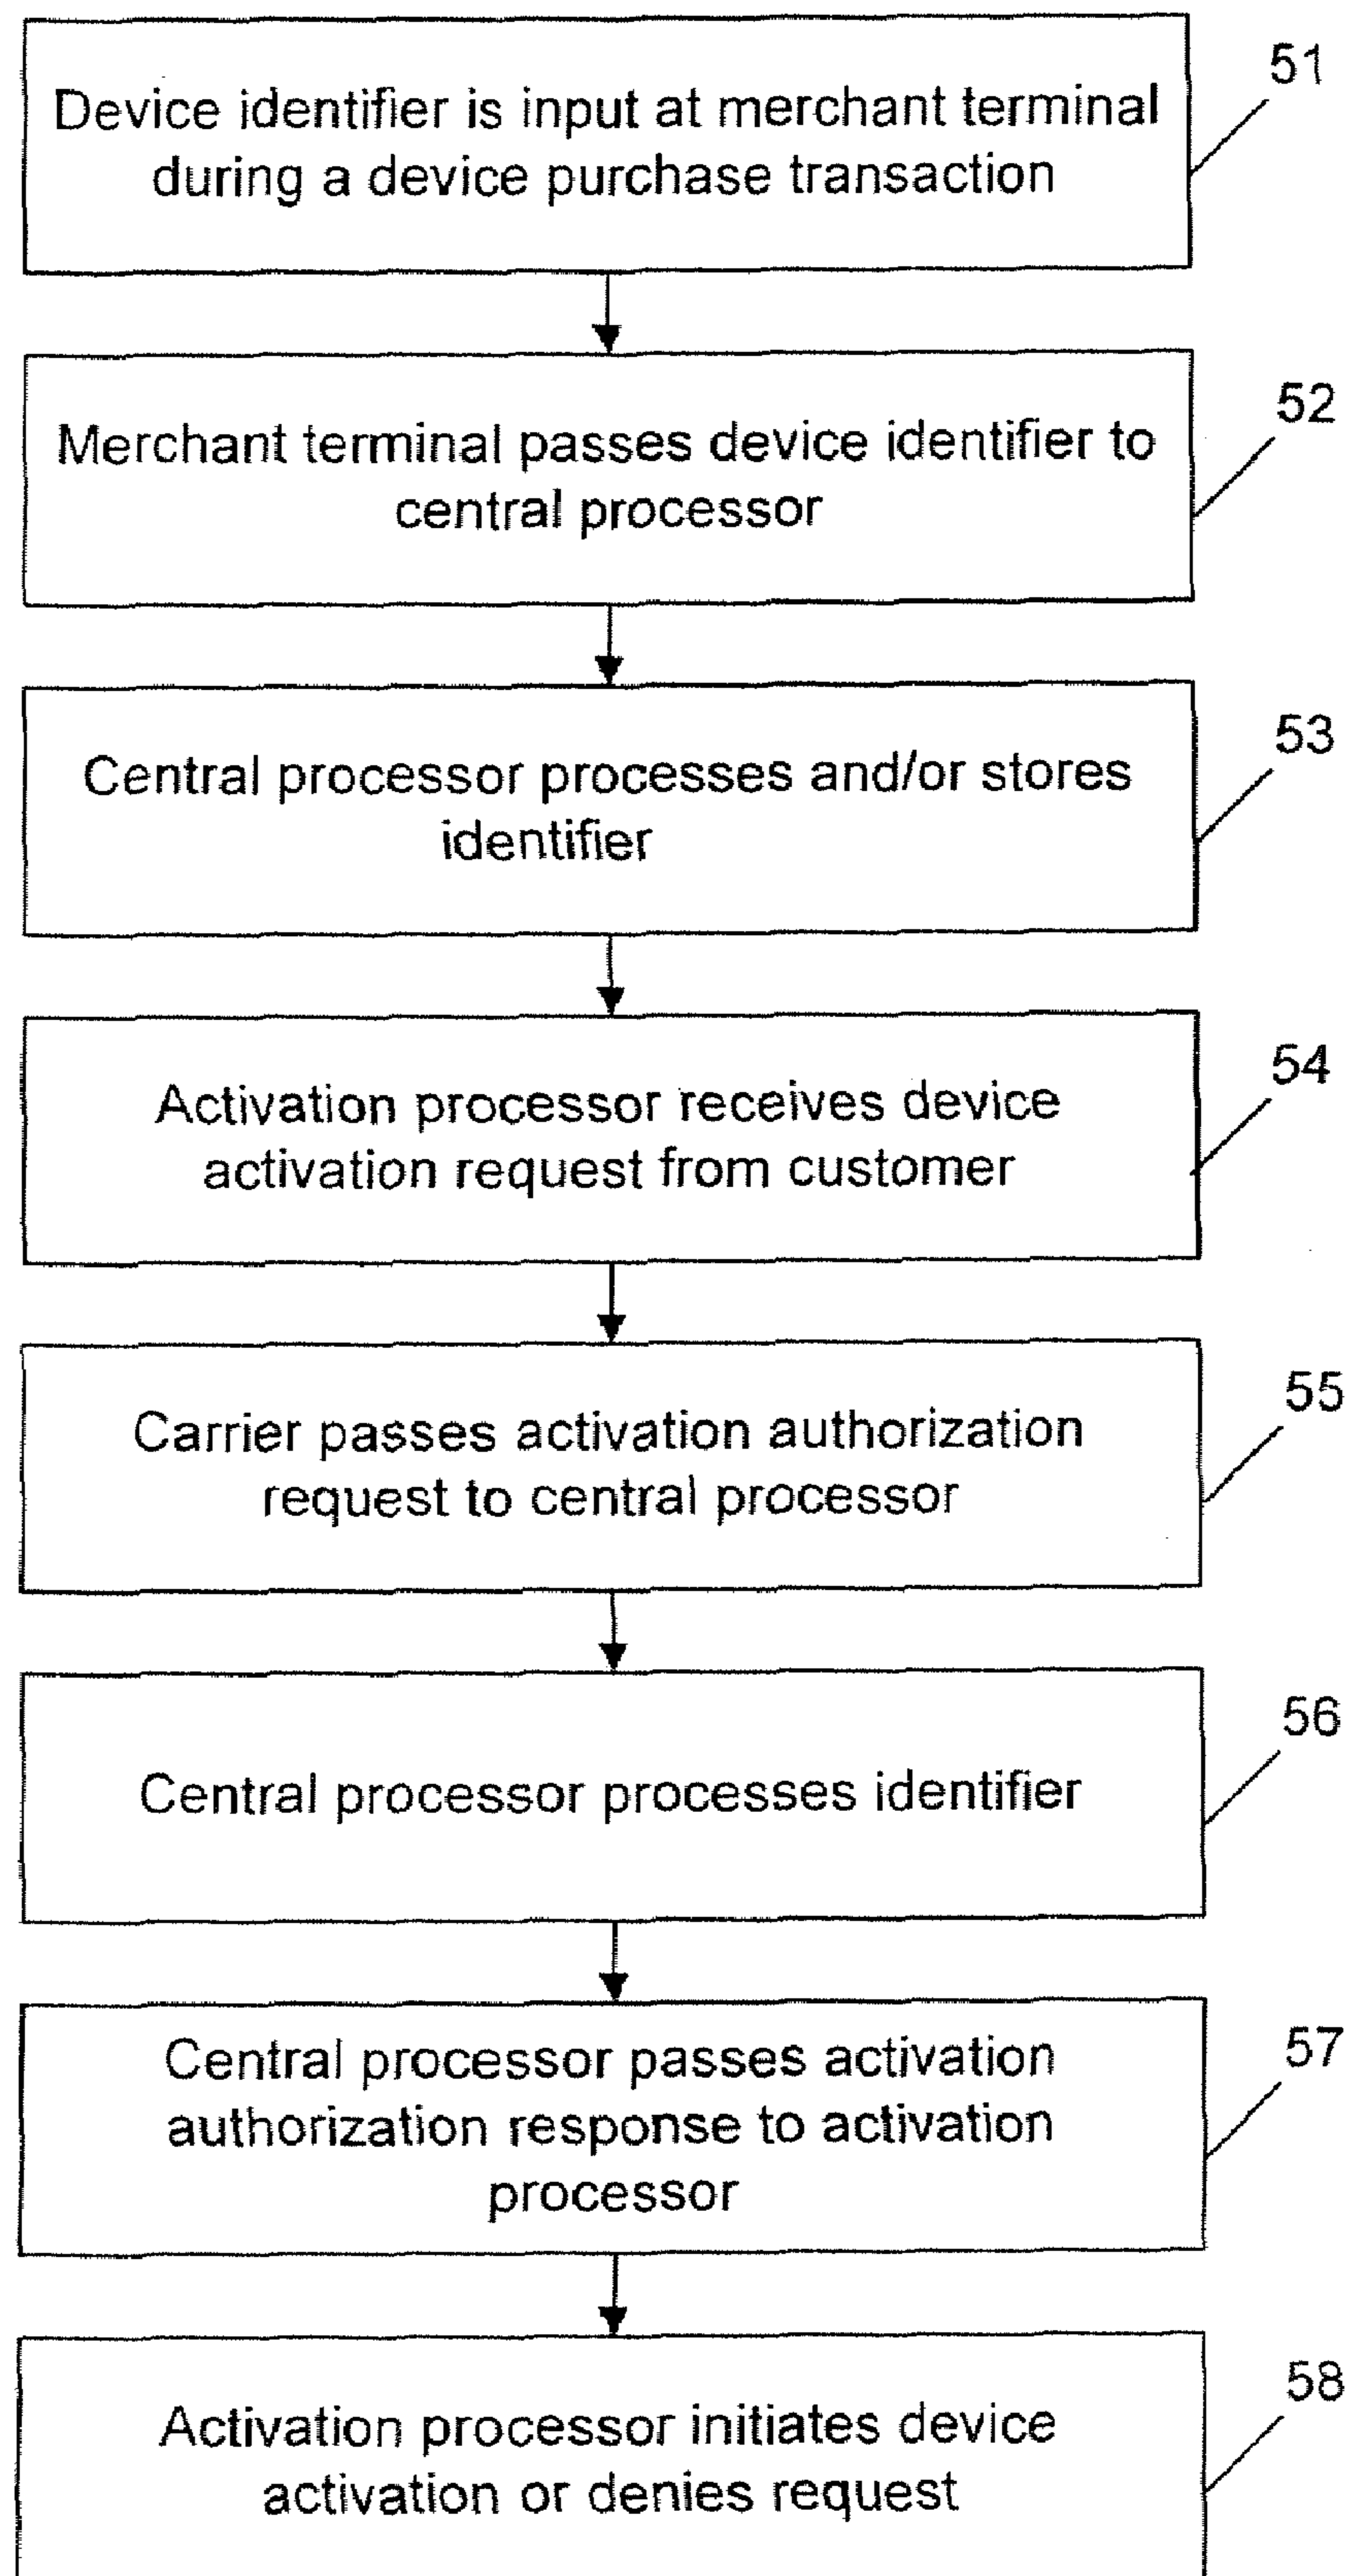 51
Device identifier is input at merchant terminal
during a device purchase transaction
52
Merchant terminal passes device identifier to
central processor
53
Central processor processes and/or stores
identifier
54
Activation processor receives device
activation request from customer
55
Carrier passes activation authorization
request to central processor
56
Central processor processes identifier
57
Central processor passes activation
authorization response to activation
processor
58
Activation processor initiates device
activation or denies request